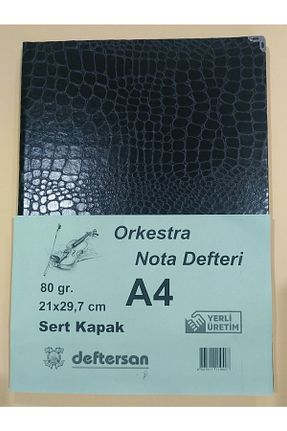 Orkestra
Nota Defteri
80 gr.
21x29,7 cm
A4
Sert Kapak
YERLİ
ÜRETİM
deftersan